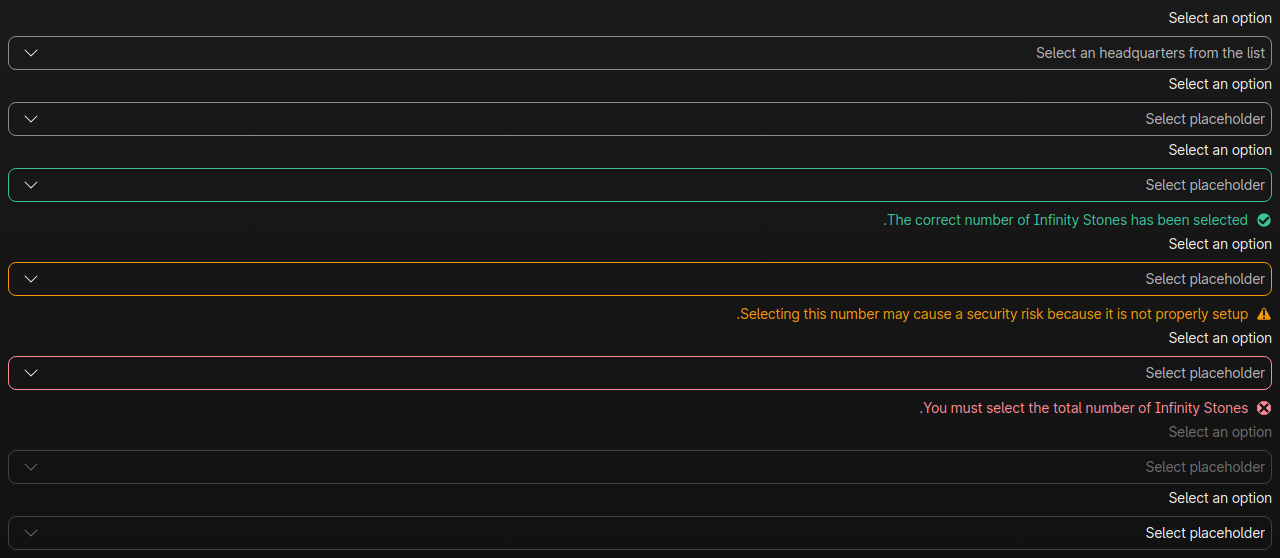 Select an option
Select an headquarters from the list
Select an option
Select placeholder
Select an option
Select placeholder
.The correct number of Infinity Stones has been selected
Select an option
Select placeholder
.Selecting this number may cause a security risk because it is not properly setup
Select an option
Select placeholder
.You must select the total number of Infinity Stones
Select an option
Select placeholder
Select an option
Select placeholder